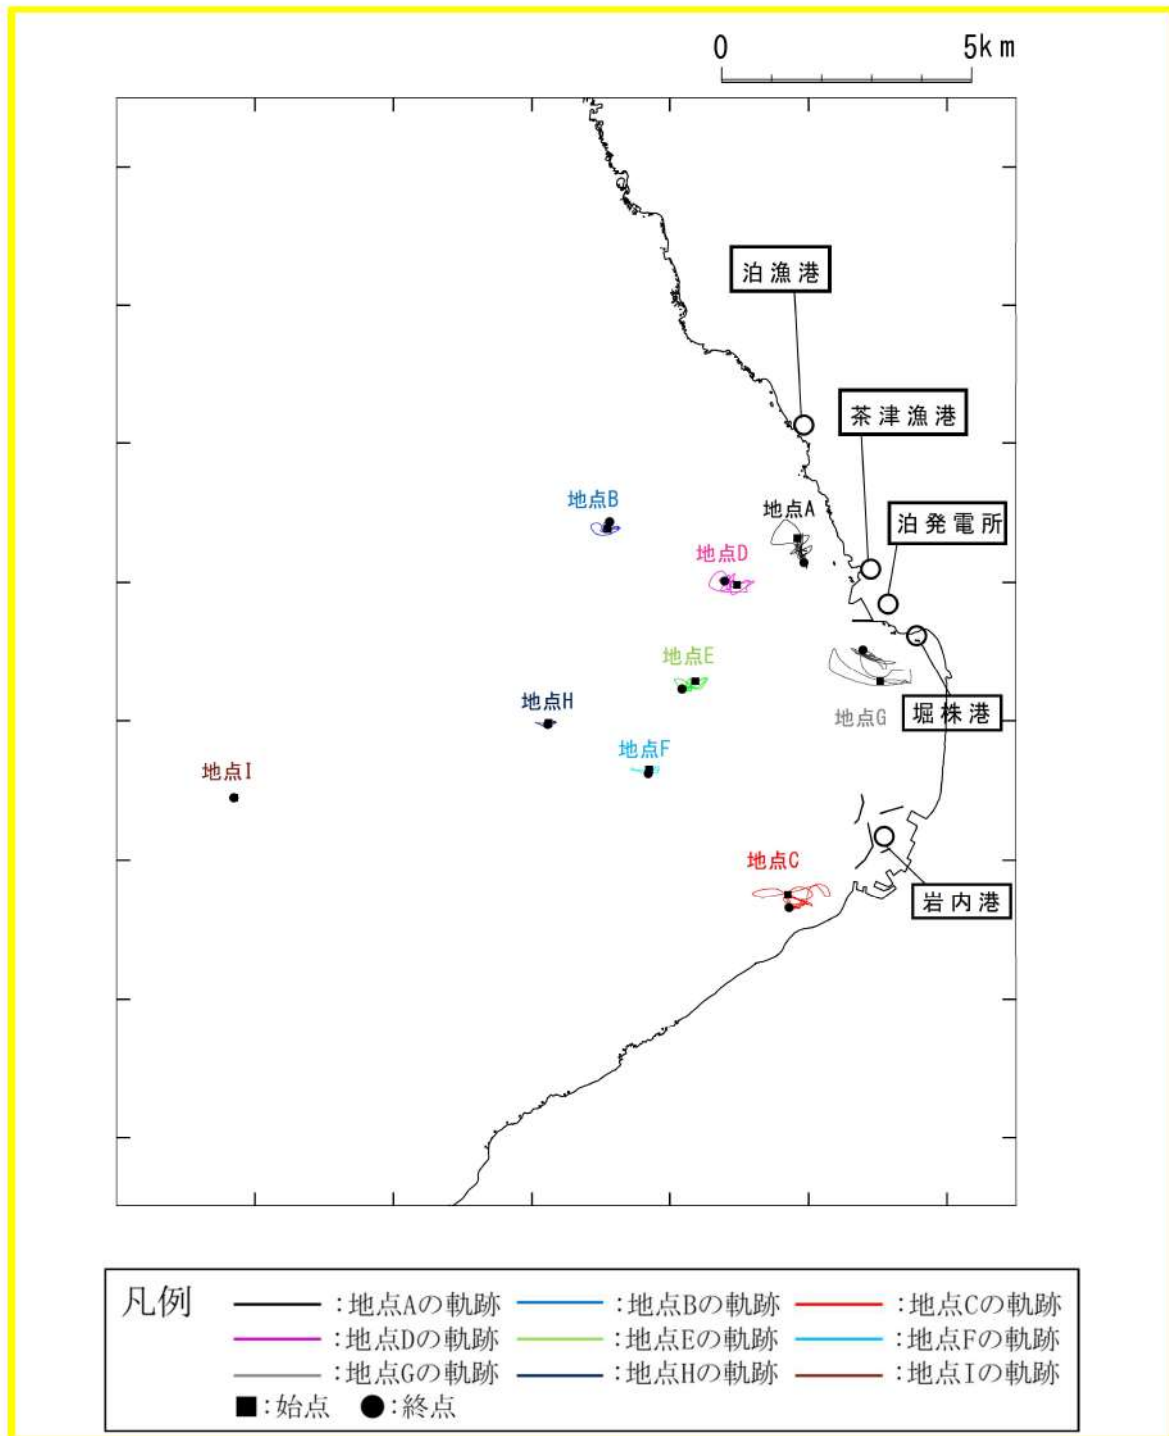 0 5km
泊漁港
茶津漁港
地点B
地点A
泊発電所
地点D
地点E
地点H
地点G
堀株港
地点F
地点I
地点C
岩内港
凡例 :地点Aの軌跡 :地点Bの軌跡 :地点Cの軌跡
:地点Dの軌跡 :地点Eの軌跡 :地点Fの軌跡
:地点Gの軌跡 :地点Hの軌跡 :地点Iの軌跡
■:始点 ●:終点